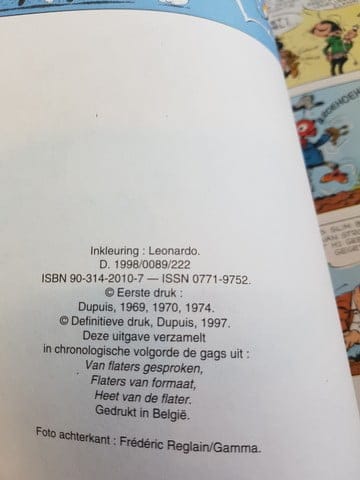 Inkleuring : Leonardo.
D. 1998/0089/222
ISBN 90-314-2010-7 — ISSN 0771-9752.
© Eerste druk :
Dupuis, 1969, 1970, 1974.
© Definitieve druk, Dupuis, 1997.
Deze uitgave verzamelt
in chronologische volgorde de gags uit :
Van flaters gesproken,
Flaters van formaat,
Heet van de flater.
Gedrukt in België.
Foto achterkant : Frédéric Reglain/Gamma.